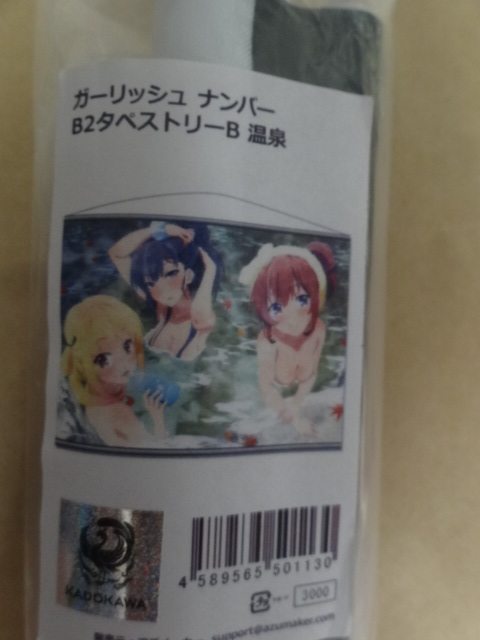 ガーリッシュ ナンバー
B2タペストリーB 温泉
KADOKAWA
4 589565 501130
3000
support@azumaker.com